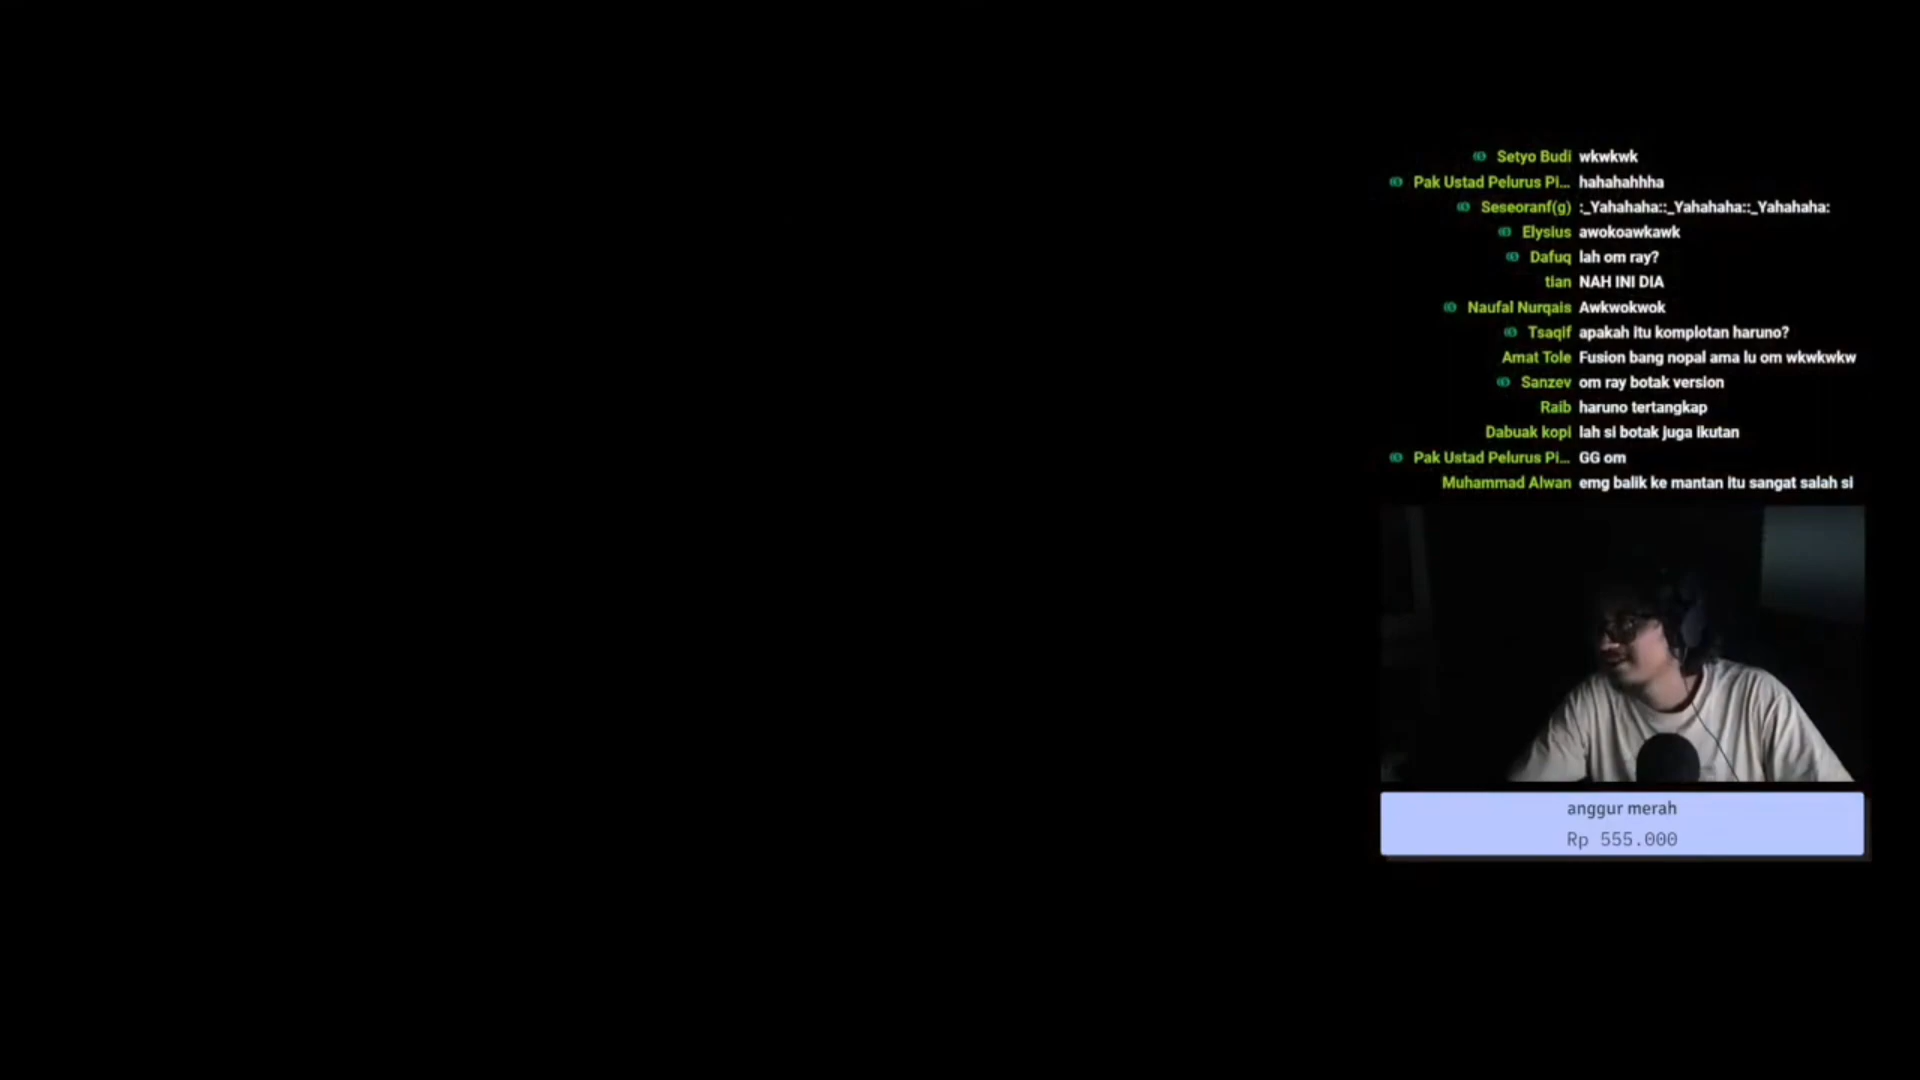 Setyo Budi wkwkwk
Pak Ustad Pelurus Pi... hahahahhha
Seseoranf(g) :_Yahahaha::_Yahahaha::_Yahahaha:
Elysius awokoawkawk
Dafuq lah om ray?
tian NAH INI DIA
Naufal Nurqais Awkwokwok
Tsaqif apakah itu komplotan haruno?
Amat Tole Fusion bang nopal ama lu om wkwkwkw
Sanzev om ray botak version
Raib haruno tertangkap
Dabuak kopi lah si botak juga ikutan
Pak Ustad Pelurus Pi... GG om
Muhammad Alwan emg balik ke mantan itu sangat salah si
anggur merah
Rp 555.000